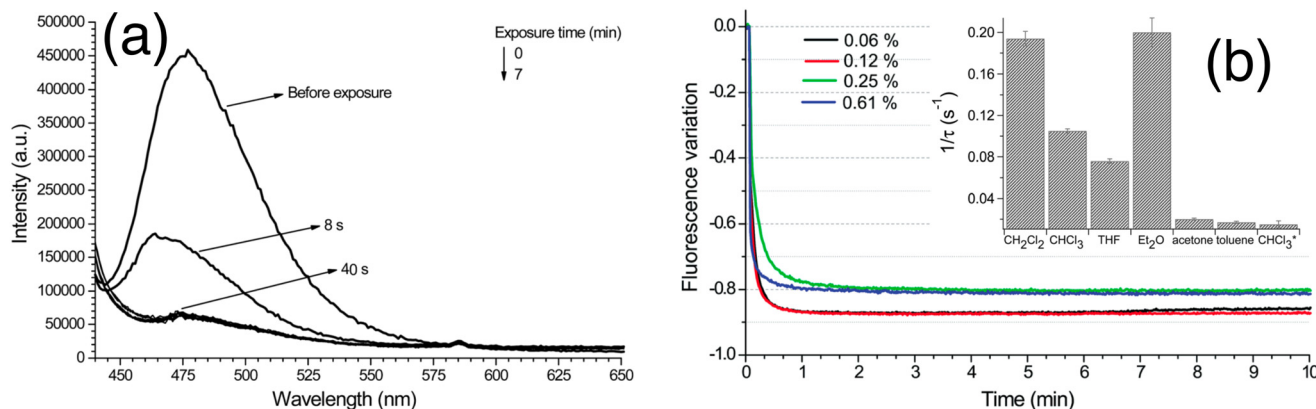 (a)
500000
450000
400000
350000
300000
250000
200000
150000
100000
50000
0
Intensity (a.u.)
Exposure time (min)
0
7
Before exposure
8 s
40 s
450 475 500 525 550 575 600 625 650
Wavelength (nm)
(b)
0.0
-0.2
-0.4
-0.6
-0.8
-1.0
Fluorescence variation
0.06 %
0.12 %
0.25 %
0.61 %
0.20
0.16
0.12
0.08
0.04
1/τ (s⁻¹)
CH₂Cl₂ CHCl₃ THF Et₂O acetone toluene CHCl₃*
0 1 2 3 4 5 6 7 8 9 10
Time (min)